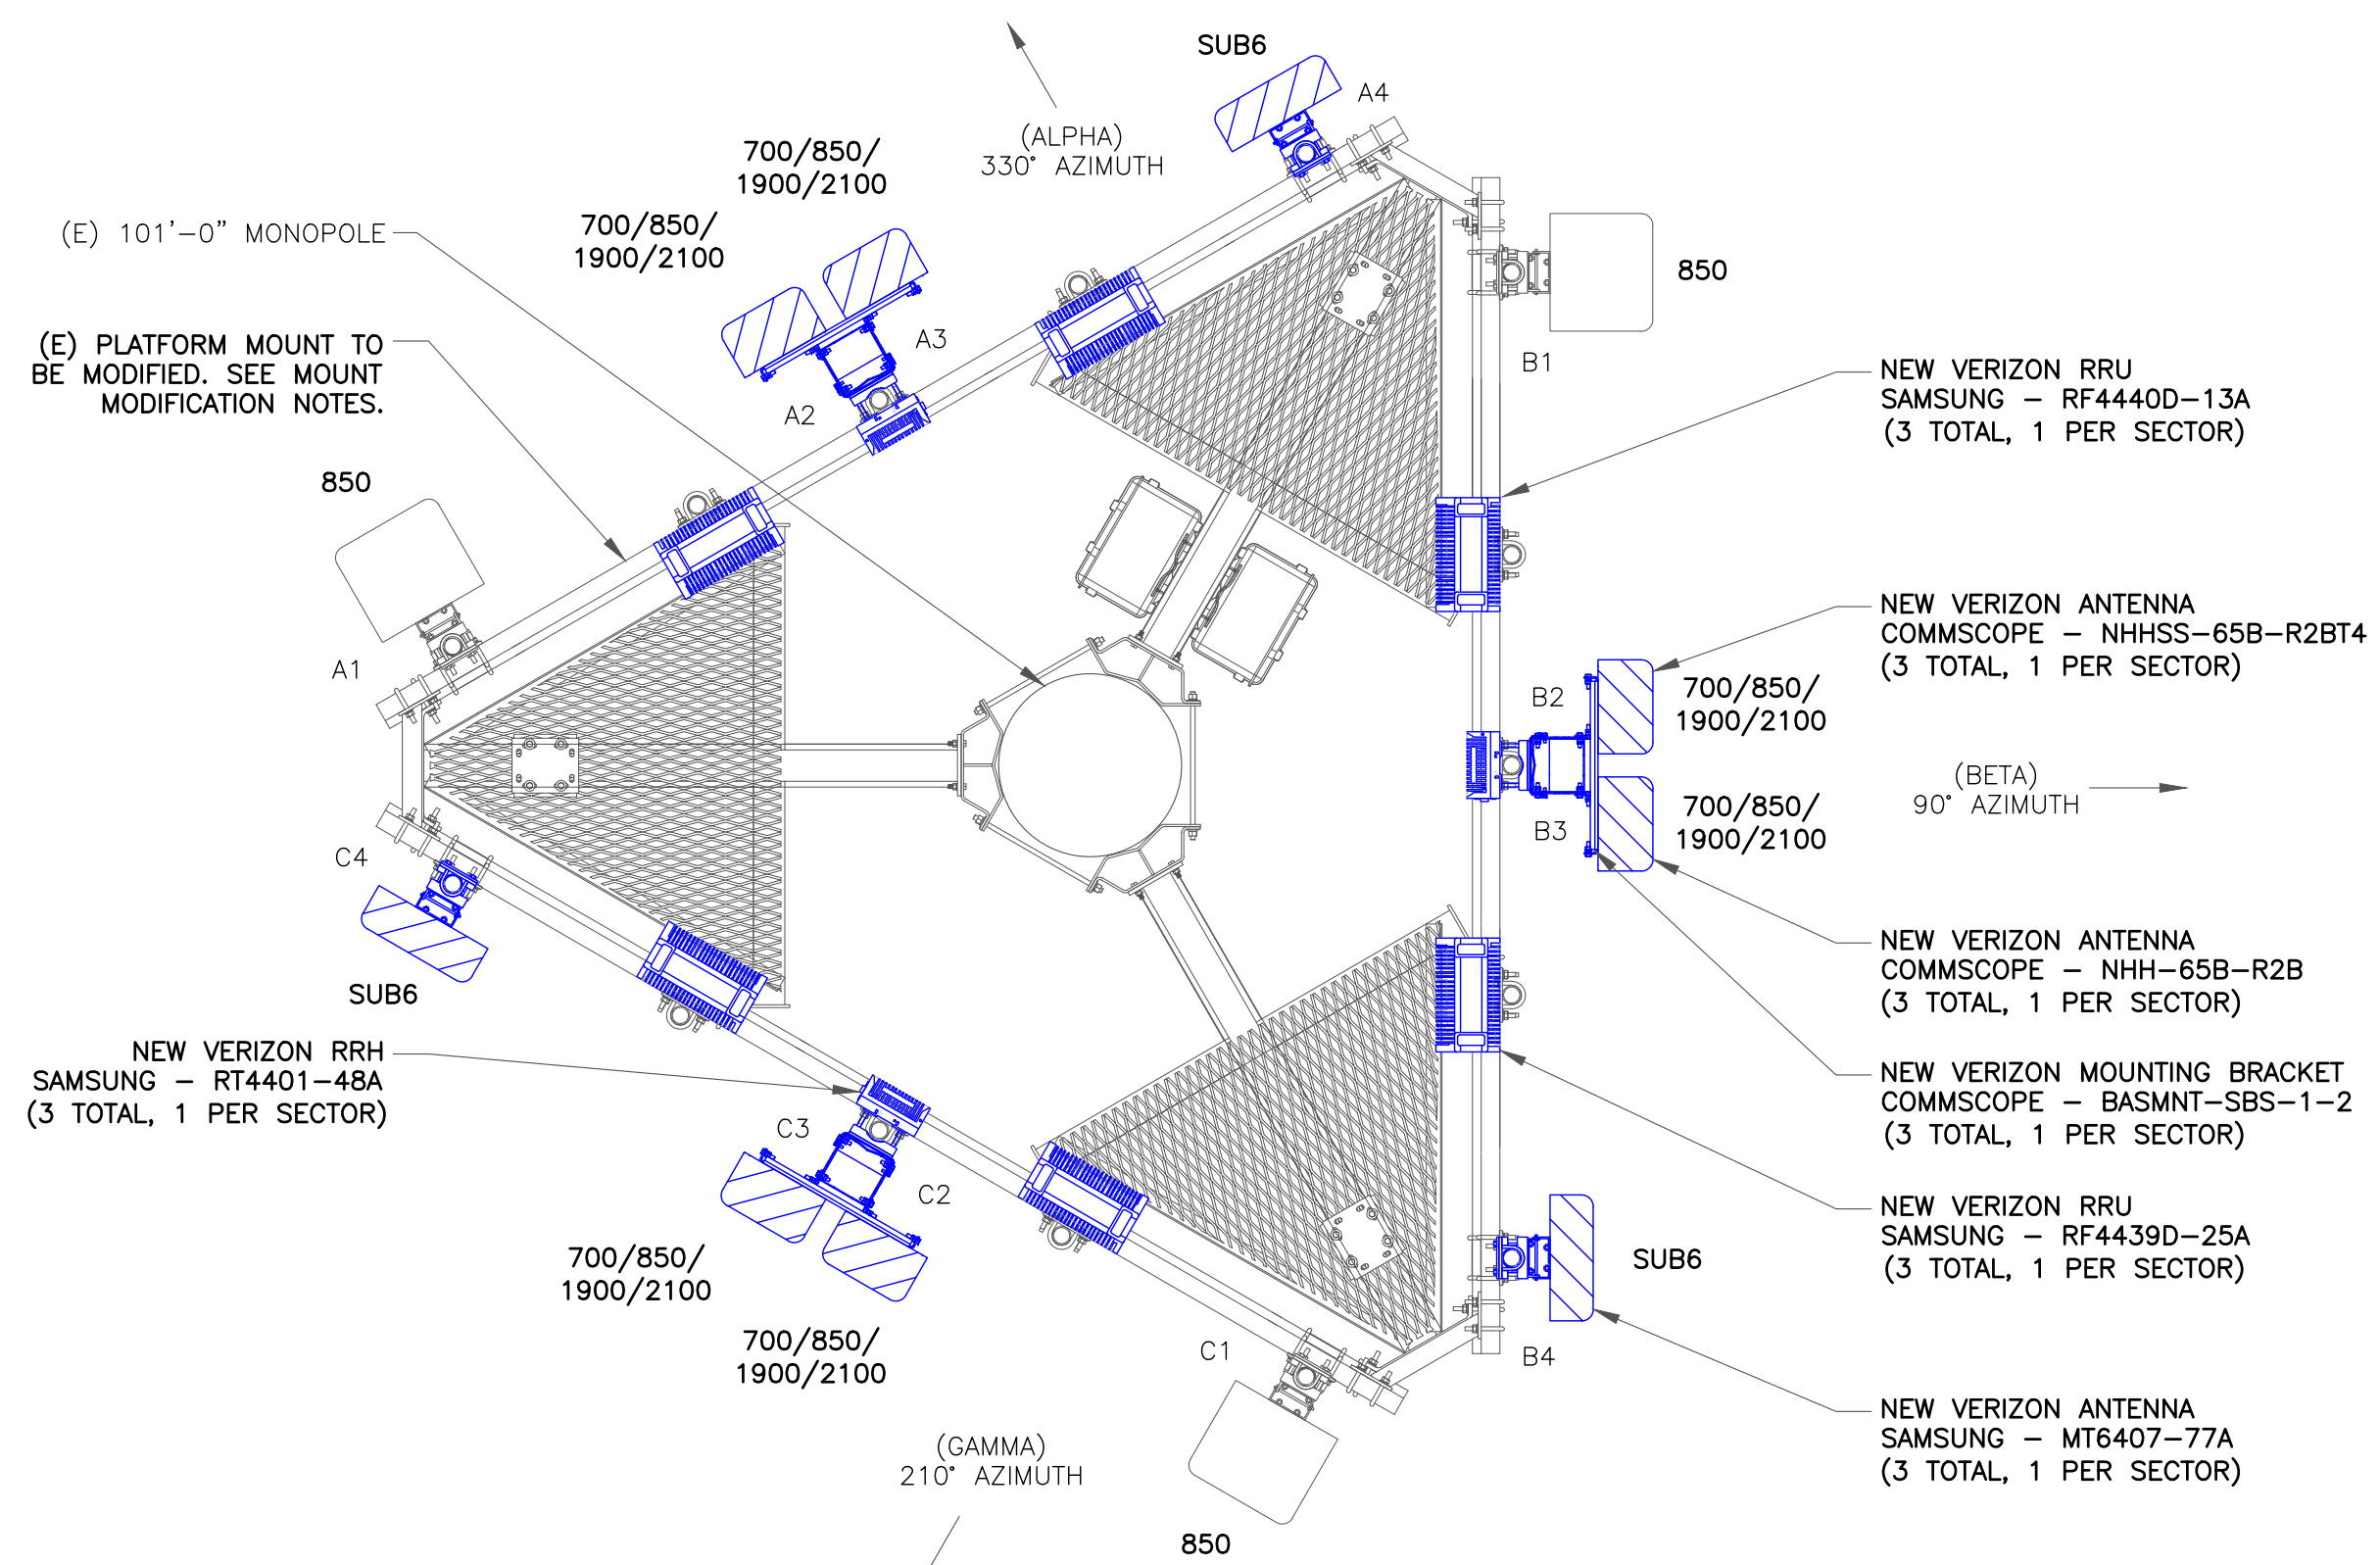 SUB6
A4
(ALPHA)
330° AZIMUTH
700/850/
1900/2100
700/850/
1900/2100
(E) 101'-0" MONOPOLE
850
(E) PLATFORM MOUNT TO
BE MODIFIED. SEE MOUNT
MODIFICATION NOTES.
A3
A2
B1
NEW VERIZON RRU
SAMSUNG - RF4440D-13A
(3 TOTAL, 1 PER SECTOR)
850
A1
NEW VERIZON ANTENNA
COMMSCOPE - NHHSS-65B-R2BT4
(3 TOTAL, 1 PER SECTOR)
B2
700/850/
1900/2100
(BETA)
90° AZIMUTH
B3
700/850/
1900/2100
C4
SUB6
NEW VERIZON ANTENNA
COMMSCOPE - NHH-65B-R2B
(3 TOTAL, 1 PER SECTOR)
NEW VERIZON RRH
SAMSUNG - RT4401-48A
(3 TOTAL, 1 PER SECTOR)
NEW VERIZON MOUNTING BRACKET
COMMSCOPE - BASMNT-SBS-1-2
(3 TOTAL, 1 PER SECTOR)
C3
C2
NEW VERIZON RRU
SAMSUNG - RF4439D-25A
(3 TOTAL, 1 PER SECTOR)
SUB6
700/850/
1900/2100
700/850/
1900/2100
C1
B4
NEW VERIZON ANTENNA
SAMSUNG - MT6407-77A
(3 TOTAL, 1 PER SECTOR)
(GAMMA)
210° AZIMUTH
850